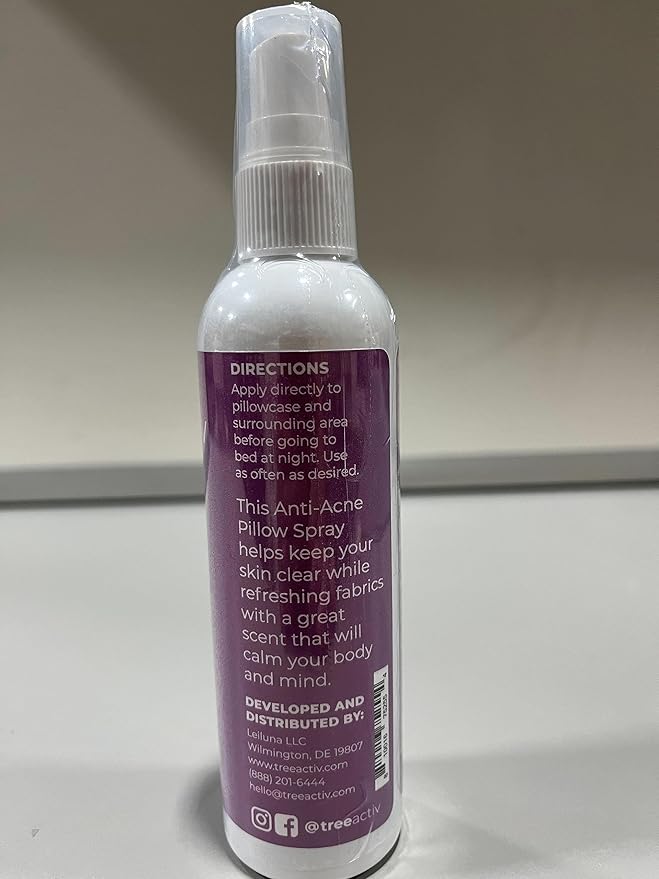 DIRECTIONS
Apply directly to
pillowcase and
surrounding area
before going to
bed at night. Use
as often as desired.
This Anti-Acne
Pillow Spray
helps keep your
skin clear while
refreshing fabrics
with a great
scent that will
calm your body
and mind.
DEVELOPED AND
DISTRIBUTED BY:
Leiluna LLC
Wilmington, DE 19807
www.treeactiv.com
(888) 201-6444
hello@treeactiv.com
@treeactiv